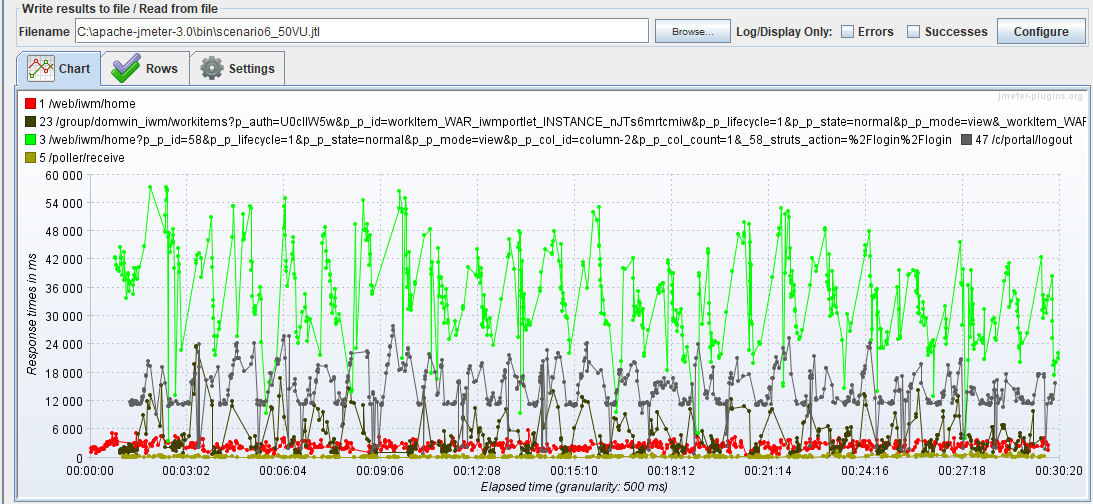 Write results to file / Read from file
Filename C:\apache-jmeter-3.0\bin\scenario6_50VU.jtl Browse... Log/Display Only: Errors Successes Configure
Chart Rows Settings
jmeter-plugins.org
1 /web/iwm/home
23 /group/domwin_iwm/workitems?p_auth=U0cIIW5w&p_p_id=workItem_WAR_iwmportlet_INSTANCE_nJTs6mrtcmiw&p_p_lifecycle=1&p_p_state=normal&p_p_mode=view&_workItem_WAR
3 /web/iwm/home?p_p_id=58&p_p_lifecycle=1&p_p_state=normal&p_p_mode=view&p_p_col_id=column-2&p_p_col_count=1&_58_struts_action=%2Flogin%2Flogin 47 /c/portal/logout
5 /poller/receive
60 000
54 000
48 000
42 000
36 000
30 000
24 000
18 000
12 000
6 000
0
Response times in ms
00:00:00 00:03:02 00:06:04 00:09:06 00:12:08 00:15:10 00:18:12 00:21:14 00:24:16 00:27:18 00:30:20
Elapsed time (granularity: 500 ms)